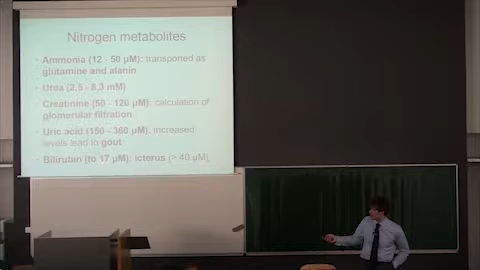 Nitrogen metabolites
• Ammonia (12 - 50 µM): transported as
glutamine and alanin
• Urea (2,5 - 8,3 mM)
• Creatinine (50 - 120 µM): calculation of
glomerular filtration
• Uric acid (150 - 360 µM): increased
levels lead to gout
• Bilirubin (to 17 µM): icterus (> 40 µM)